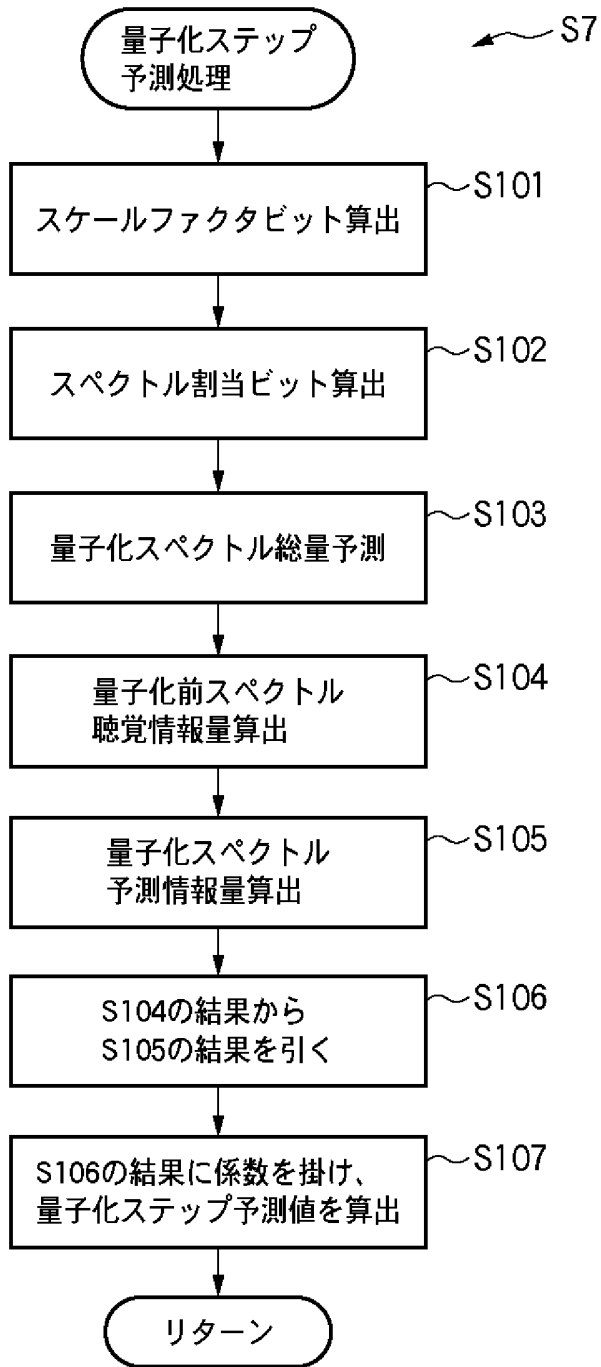 量子化ステップ
予測処理
S7
スケールファクタビット算出
S101
スペクトル割当ビット算出
S102
量子化スペクトル総量予測
S103
量子化前スペクトル
聴覚情報量算出
S104
量子化スペクトル
予測情報量算出
S105
S104の結果から
S105の結果を引く
S106
S106の結果に係数を掛け、
量子化ステップ予測値を算出
S107
リターン